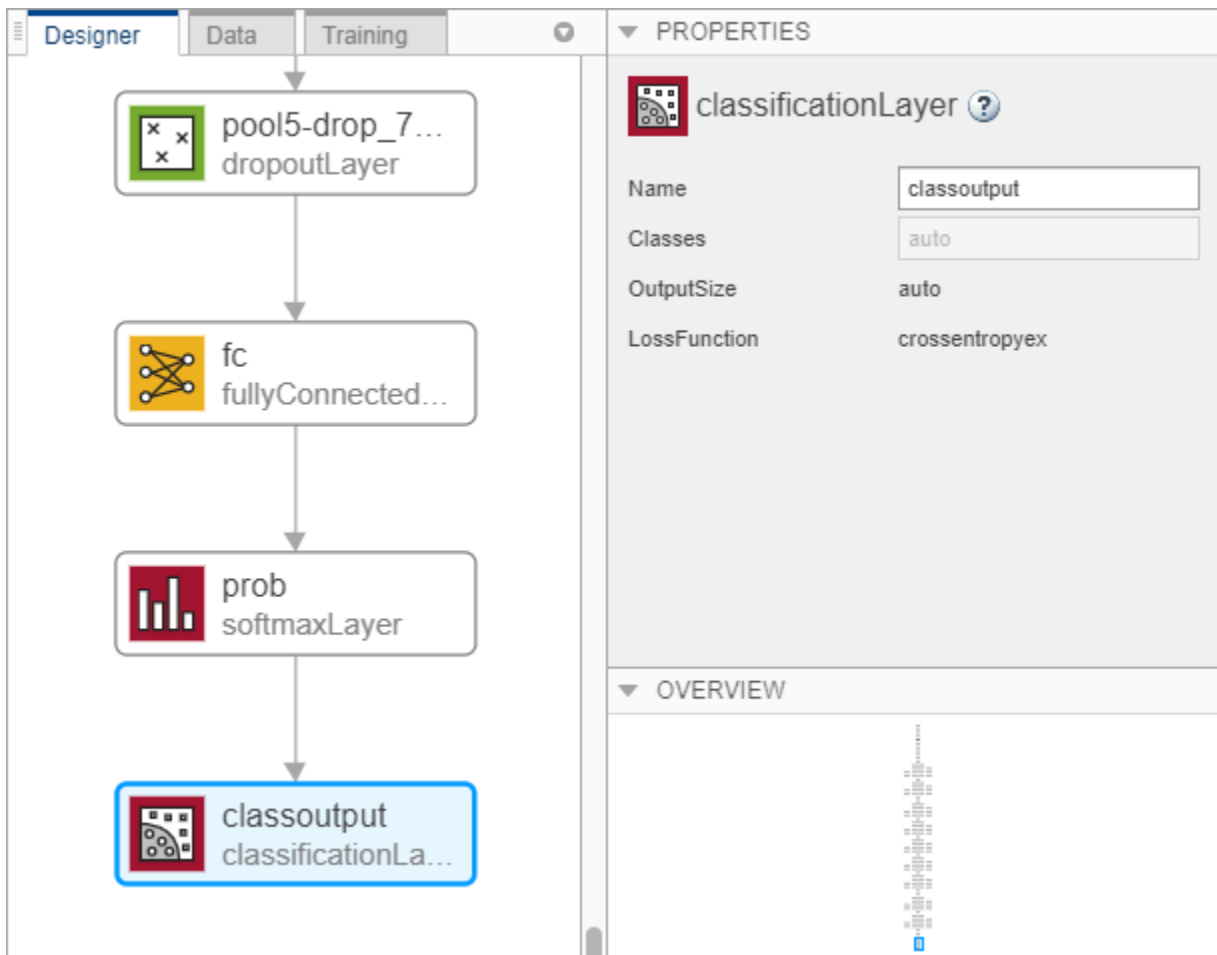 Designer
Data
Training
pool5-drop_7...
dropoutLayer
fc
fullyConnected...
prob
softmaxLayer
classoutput
classificationLa...
PROPERTIES
classificationLayer ?
Name classoutput
Classes auto
OutputSize auto
LossFunction crossentropyex
OVERVIEW